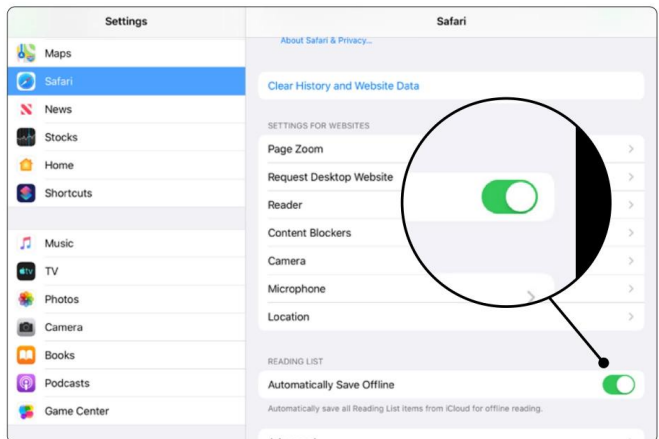 Settings
Safari
Maps
Safari
News
Stocks
Home
Shortcuts
Music
tv
TV
Photos
Camera
Books
Podcasts
Game Center
About Safari & Privacy...
Clear History and Website Data
SETTINGS FOR WEBSITES
Page Zoom
Request Desktop Website
Reader
Content Blockers
Camera
Microphone
Location
READING LIST
Automatically Save Offline
Automatically save all Reading List items from iCloud for offline reading.